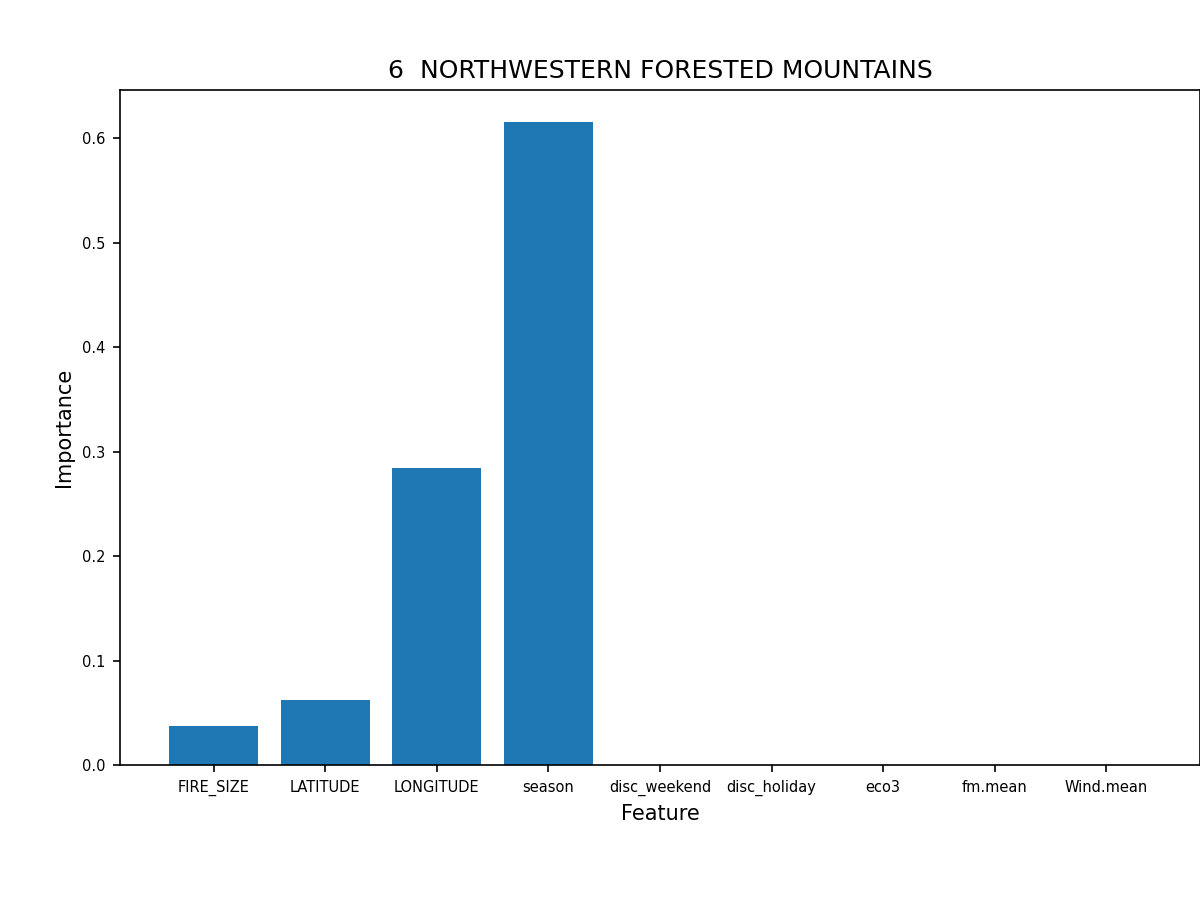 6  NORTHWESTERN FORESTED MOUNTAINS
0.6
0.5
0.4
0.3
0.2
0.1
0.0
Importance
FIRE_SIZE LATITUDE LONGITUDE season disc_weekend disc_holiday eco3 fm.mean Wind.mean
Feature